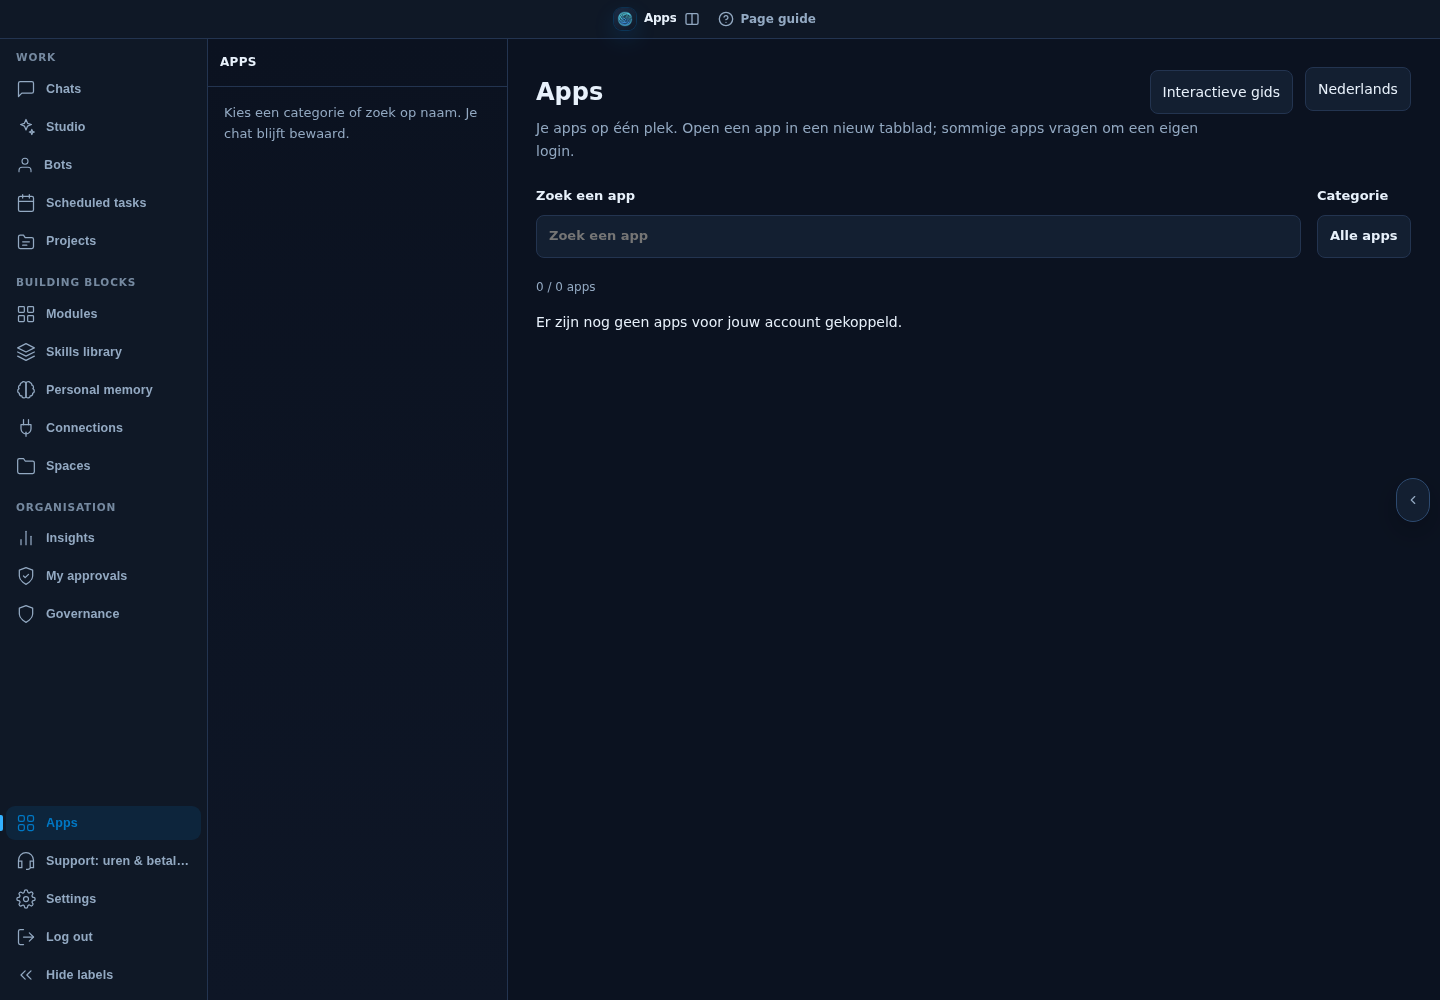 Apps
Page guide
WORK
Chats
Studio
Bots
Scheduled tasks
Projects
BUILDING BLOCKS
Modules
Skills library
Personal memory
Connections
Spaces
ORGANISATION
Insights
My approvals
Governance
Apps
Support: uren & betal...
Settings
Log out
Hide labels
APPS
Kies een categorie of zoek op naam. Je
chat blijft bewaard.
Apps
Interactieve gids
Nederlands
Je apps op één plek. Open een app in een nieuw tabblad; sommige apps vragen om een eigen
login.
Zoek een app
Categorie
Zoek een app
Alle apps
0 / 0 apps
Er zijn nog geen apps voor jouw account gekoppeld.